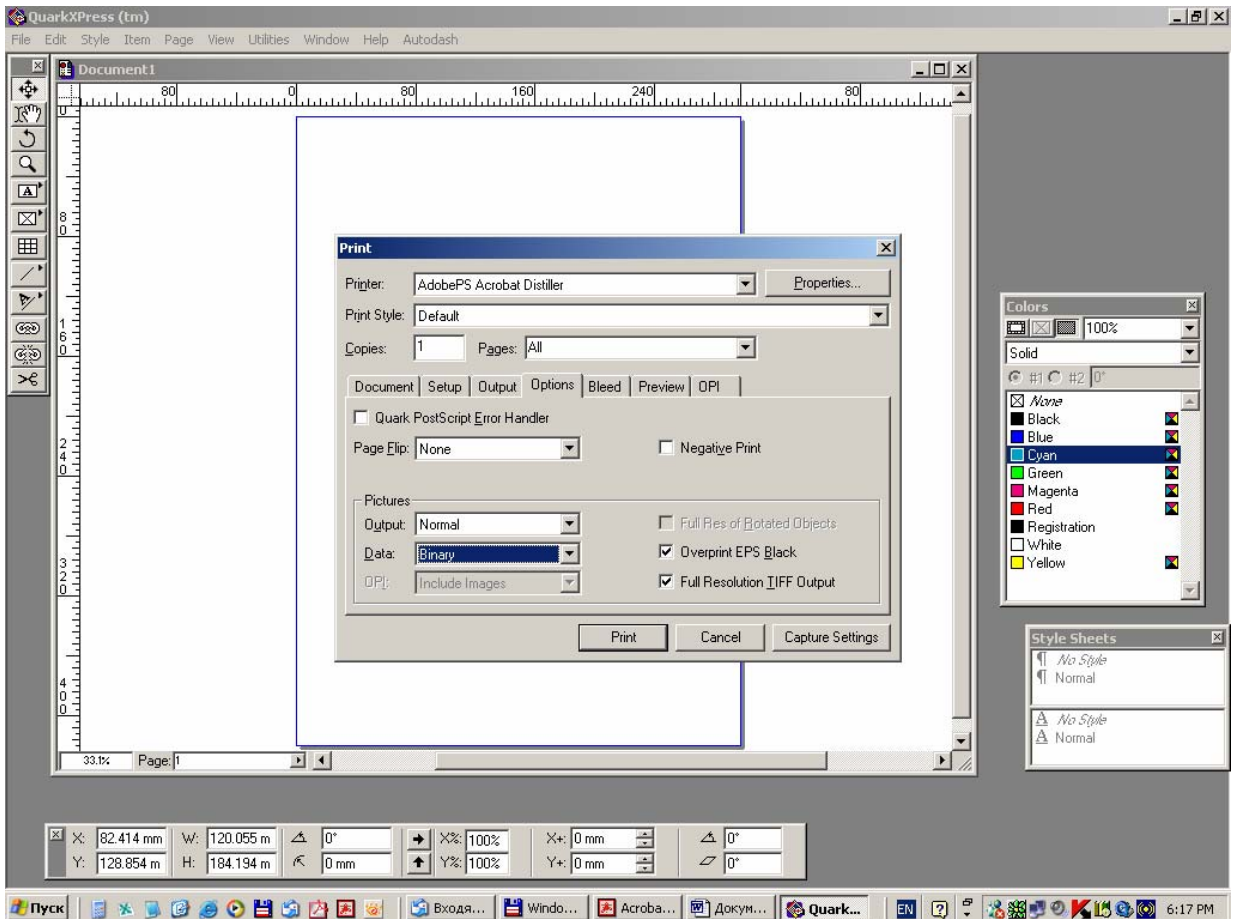 QuarkXPress (tm)
File Edit Style Item Page View Utilities Window Help Autodash
Document1
80 0 80 160 240 80
0
80
160
240
320
400
Print
Printer: AdobePS Acrobat Distiller Properties...
Print Style: Default
Copies: 1 Pages: All
Document Setup Output Options Bleed Preview OPI
Quark PostScript Error Handler
Page Flip: None Negative Print
Pictures
Output: Normal Full Res of Rotated Objects
Data: Binary Overprint EPS Black
OPI: Include Images Full Resolution TIFF Output
Print Cancel Capture Settings
Colors
100%
Solid
#1 #2 0°
None
Black
Blue
Cyan
Green
Magenta
Red
Registration
White
Yellow
Style Sheets
¶ No Style
¶ Normal
A No Style
A Normal
33.1% Page: 1
X: 82.414 mm W: 120.055 m 0° X%: 100% X+: 0 mm 0°
Y: 128.854 m H: 184.194 m 0 mm Y%: 100% Y+: 0 mm 0°
Пуск Входя... Windo... Acroba... Докум... Quark... EN 6:17 PM